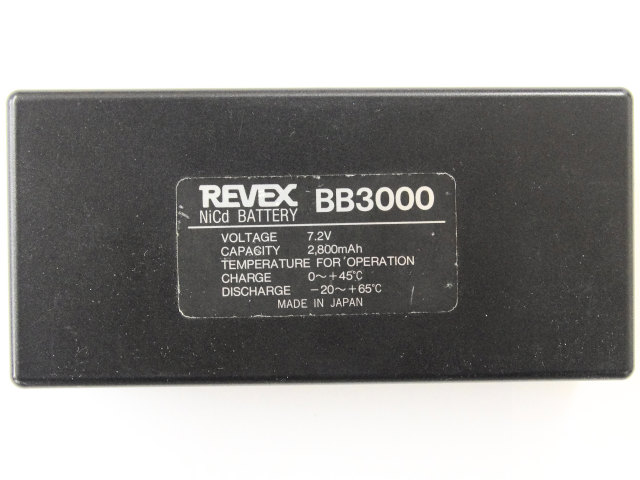 REVEX BB3000
NiCd BATTERY
VOLTAGE 7.2V
CAPACITY 2,800mAh
TEMPERATURE FOR OPERATION
CHARGE 0～+45℃
DISCHARGE −20～+65℃
MADE IN JAPAN